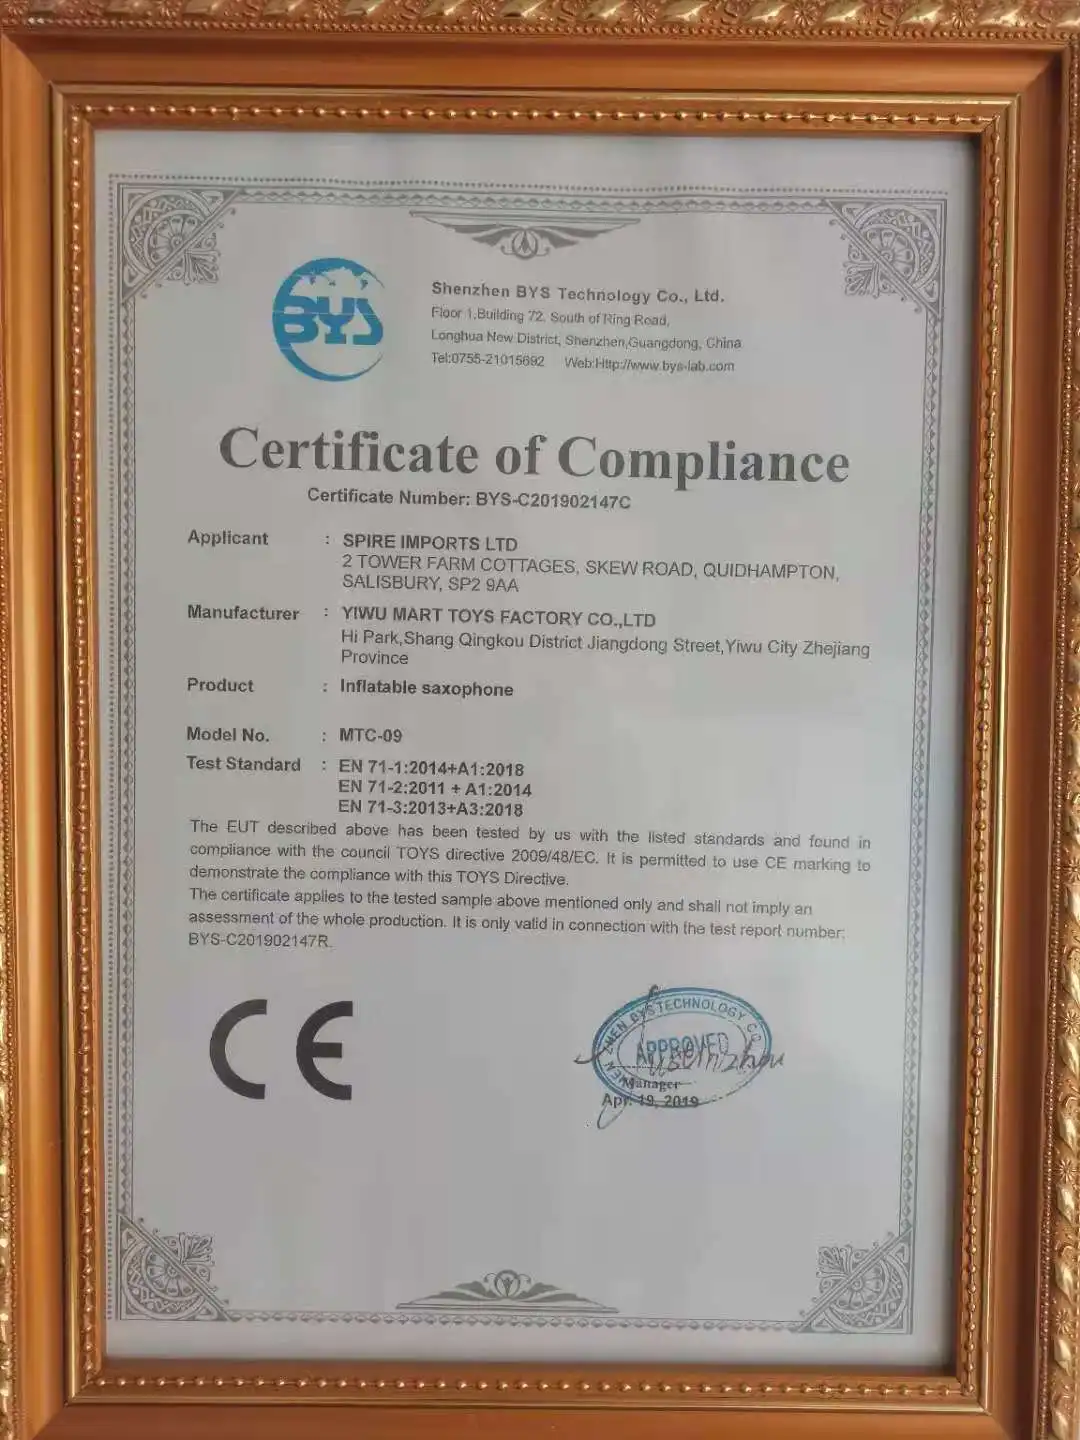 BYS
Shenzhen BYS Technology Co., Ltd.
Floor 1,Building 72, South of Ring Road,
Longhua New District, Shenzhen,Guangdong, China
Tel:0755-21015692 Web:Http://www.bys-lab.com
Certificate of Compliance
Certificate Number: BYS-C201902147C
Applicant : SPIRE IMPORTS LTD
2 TOWER FARM COTTAGES, SKEW ROAD, QUIDHAMPTON,
SALISBURY, SP2 9AA
Manufacturer : YIWU MART TOYS FACTORY CO.,LTD
Hi Park,Shang Qingkou District Jiangdong Street,Yiwu City Zhejiang
Province
Product : Inflatable saxophone
Model No. : MTC-09
Test Standard : EN 71-1:2014+A1:2018
EN 71-2:2011 + A1:2014
EN 71-3:2013+A3:2018
The EUT described above has been tested by us with the listed standards and found in
compliance with the council TOYS directive 2009/48/EC. It is permitted to use CE marking to
demonstrate the compliance with this TOYS Directive.
The certificate applies to the tested sample above mentioned only and shall not imply an
assessment of the whole production. It is only valid in connection with the test report number:
BYS-C201902147R.
CE
SHEN ZHEN BYS TECHNOLOGY CO.
APPROVED
Manager
Apr. 19, 2019